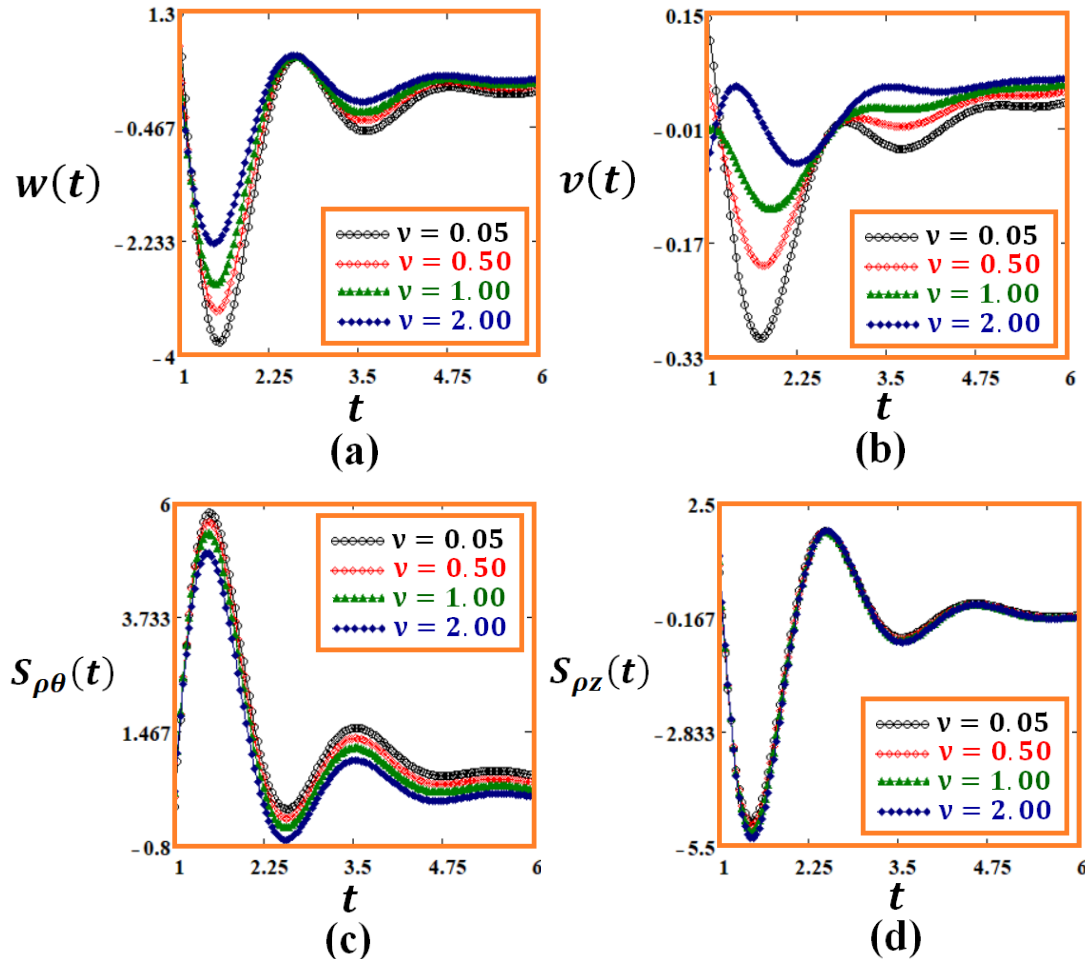 1.3
-0.467
-2.233
-4
w(t)
ν = 0.05
ν = 0.50
ν = 1.00
ν = 2.00
1 2.25 3.5 4.75 6
t
(a)
0.15
-0.01
-0.17
-0.33
v(t)
ν = 0.05
ν = 0.50
ν = 1.00
ν = 2.00
1 2.25 3.5 4.75 6
t
(b)
6
3.733
1.467
-0.8
Sρθ(t)
ν = 0.05
ν = 0.50
ν = 1.00
ν = 2.00
1 2.25 3.5 4.75 6
t
(c)
2.5
-0.167
-2.833
-5.5
Sρz(t)
ν = 0.05
ν = 0.50
ν = 1.00
ν = 2.00
1 2.25 3.5 4.75 6
t
(d)